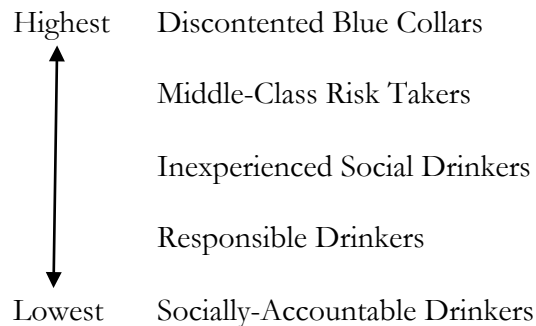 Highest Discontented Blue Collars
Middle-Class Risk Takers
Inexperienced Social Drinkers
Responsible Drinkers
Lowest Socially-Accountable Drinkers